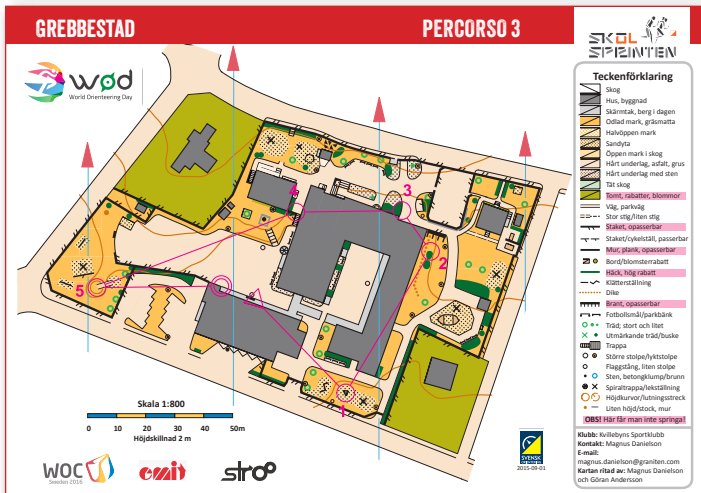 GREBBESTAD
PERCORSO 3
SKOL
SPRINTEN
wod
World Orienteering Day
Teckenförklaring
Skog
Hus, byggnad
Skärmtak, berg i dagen
Odlad mark, gräsmatta
Halvöppen mark
Sandyta
Öppen mark i skog
Hårt underlag, asfalt, grus
Hårt underlag med sten
Tät skog
Tomt, rabatter, blommor
Väg, parkväg
Stor stig/liten stig
Staket, opasserbar
Staket/cykelställ, passerbar
Mur, plank, opasserbar
Bord/blomsterrabatt
Häck, hög rabatt
Klätterställning
Dike
Brant, opasserbar
Fotbollsmål/parkbänk
Träd; stort och litet
Utmärkande träd/buske
Trappa
Större stolpe/lyktstolpe
Flaggstång, liten stolpe
Sten, betongklump/brunn
Spiraltrappa/lekställning
Höjdkurvor/lutningsstreck
Liten höjd/stock, mur
OBS! Här får man inte springa!
Klubb: Kvillebyns Sportklubb
Kontakt: Magnus Danielson
E-mail:
magnus.danielson@graniten.com
Kartan ritad av: Magnus Danielson
och Göran Andersson
4
3
2
5
1
Skala 1:800
0 10 20 30 40 50m
Höjdskillnad 2 m
WOC
Sweden 2016
emit
stroo
SVENSK
2015-09-01